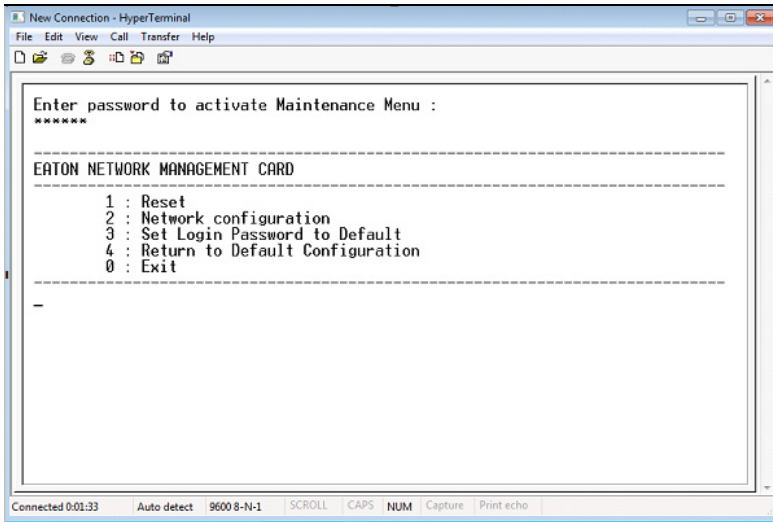 New Connection - HyperTerminal
File Edit View Call Transfer Help
Enter password to activate Maintenance Menu :
******
EATON NETWORK MANAGEMENT CARD
1 : Reset
2 : Network configuration
3 : Set Login Password to Default
4 : Return to Default Configuration
0 : Exit
Connected 0:01:33 Auto detect 9600 8-N-1 SCROLL CAPS NUM Capture Print echo